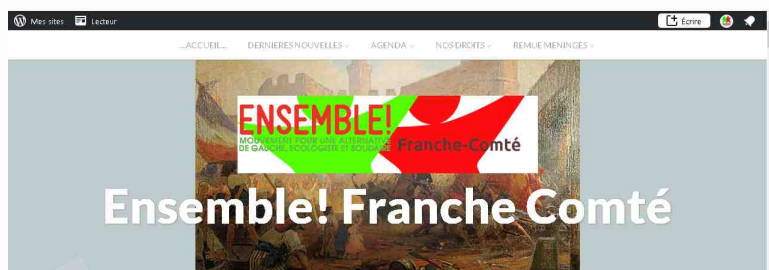 Mes sites Lecteur Écrire
...ACCUEIL... DERNIERES NOUVELLES AGENDA NOS DROITS REMUE MENINGES
ENSEMBLE!
MOUVEMENT POUR UNE ALTERNATIVE
DE GAUCHE, ECOLOGISTE ET SOLIDAIRE Franche-Comté
Ensemble! Franche Comté